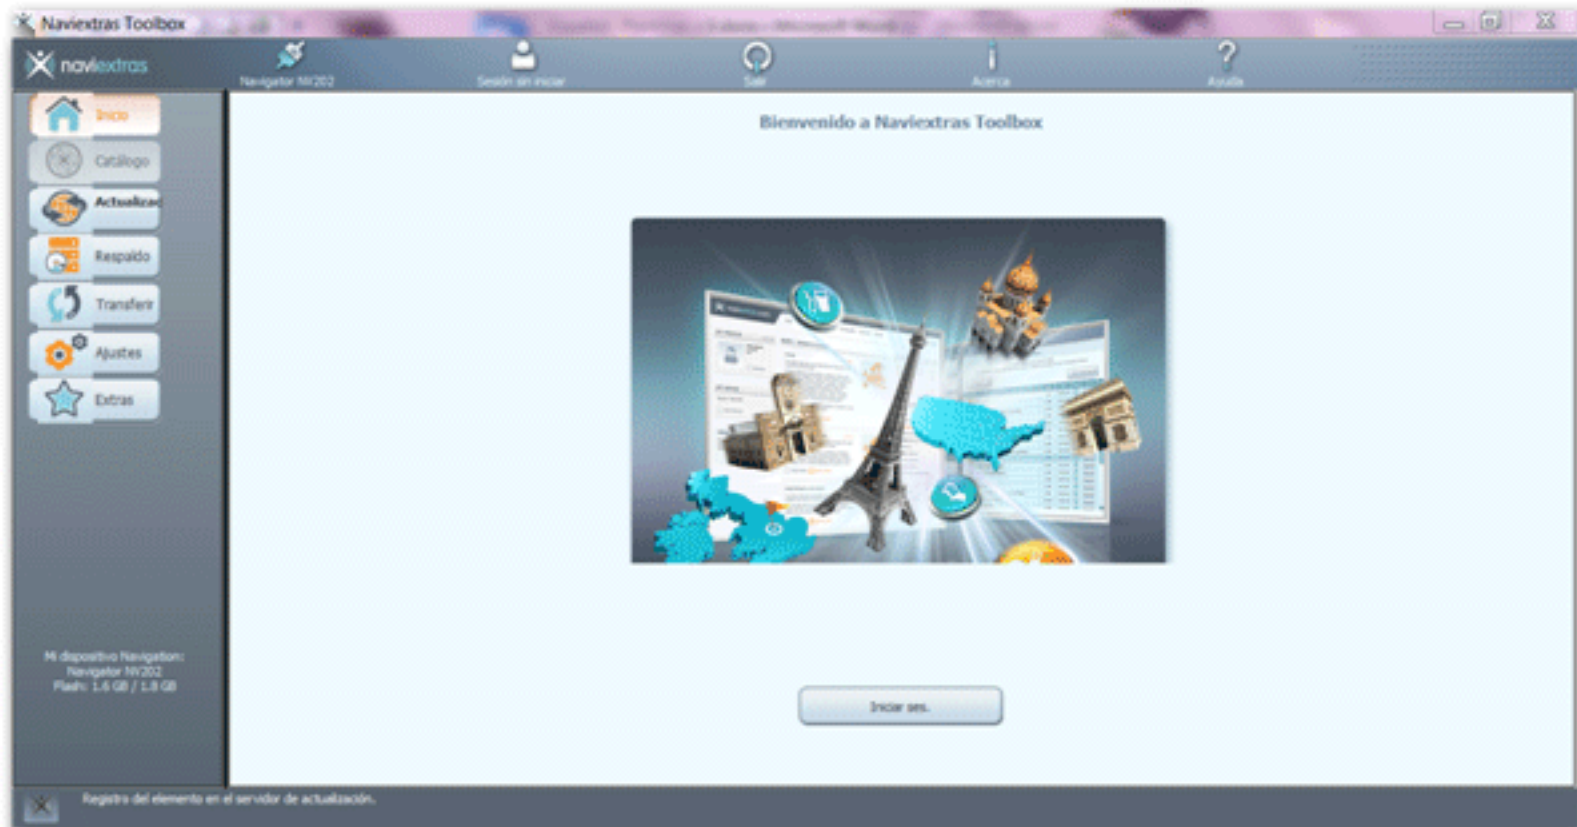 Naviextras Toolbox
naviextras
Navigator NV202
Sesión sin iniciar
Salir
Acerca
Ayuda
Inicio
Catálogo
Actualizac
Respaldo
Transferir
Ajustes
Extras
Bienvenido a Naviextras Toolbox
Mi dispositivo Navigation:
Navigator NV202
Flash: 1.6 GB / 1.8 GB
Iniciar ses.
Registro del elemento en el servidor de actualización.